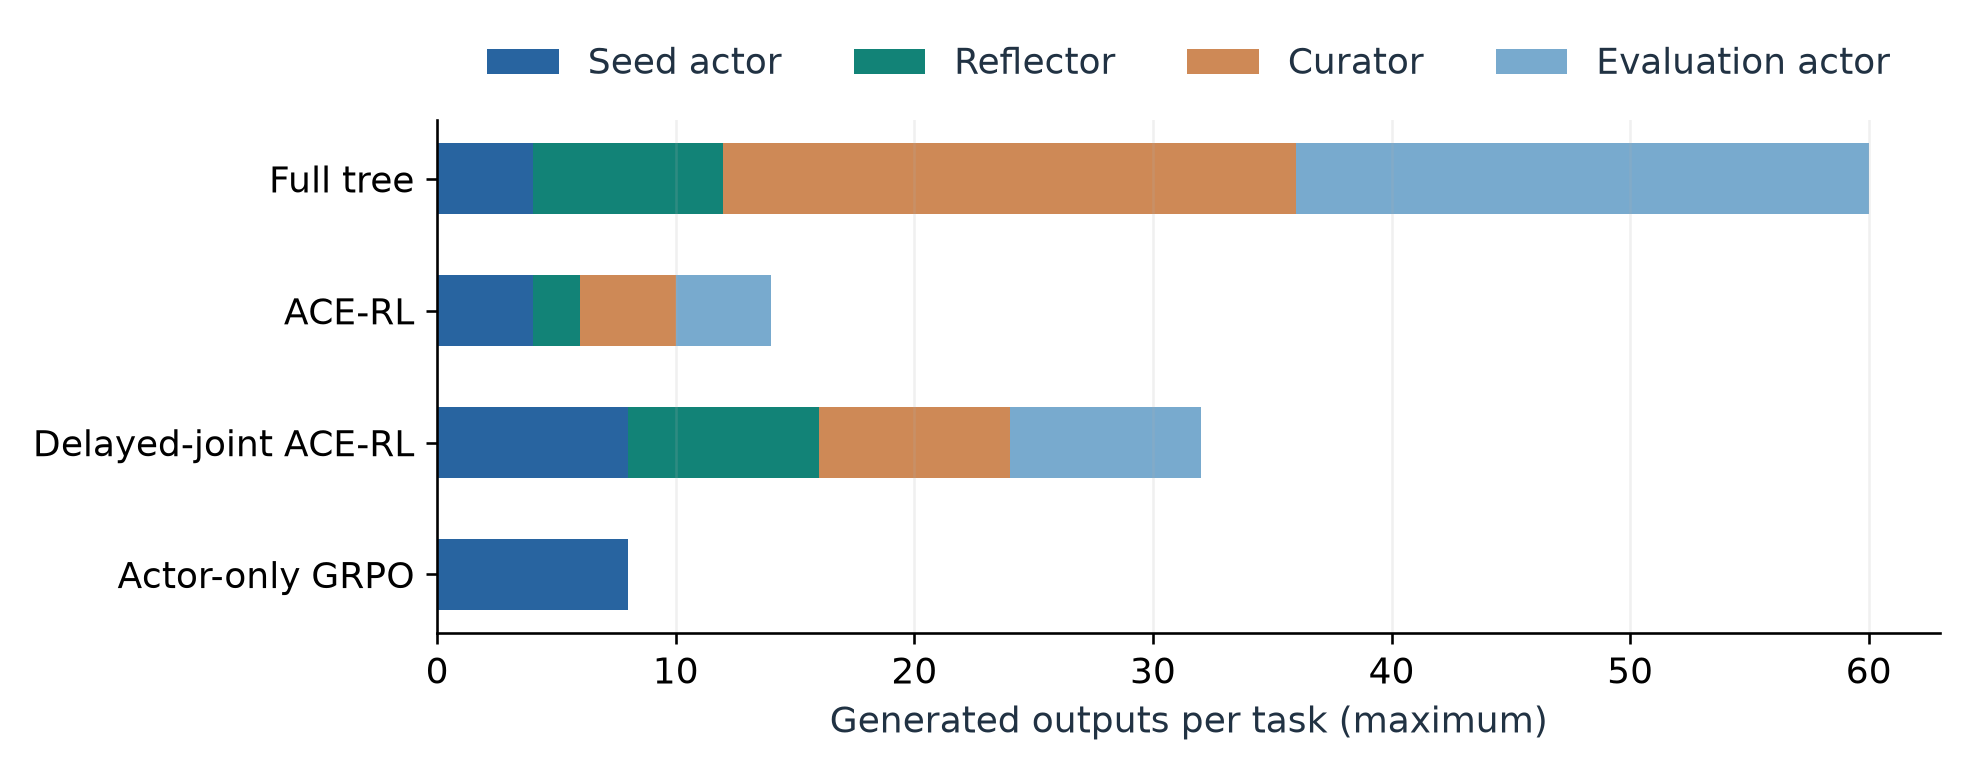 Seed actor Reflector Curator Evaluation actor
Full tree
ACE-RL
Delayed-joint ACE-RL
Actor-only GRPO
0 10 20 30 40 50 60
Generated outputs per task (maximum)